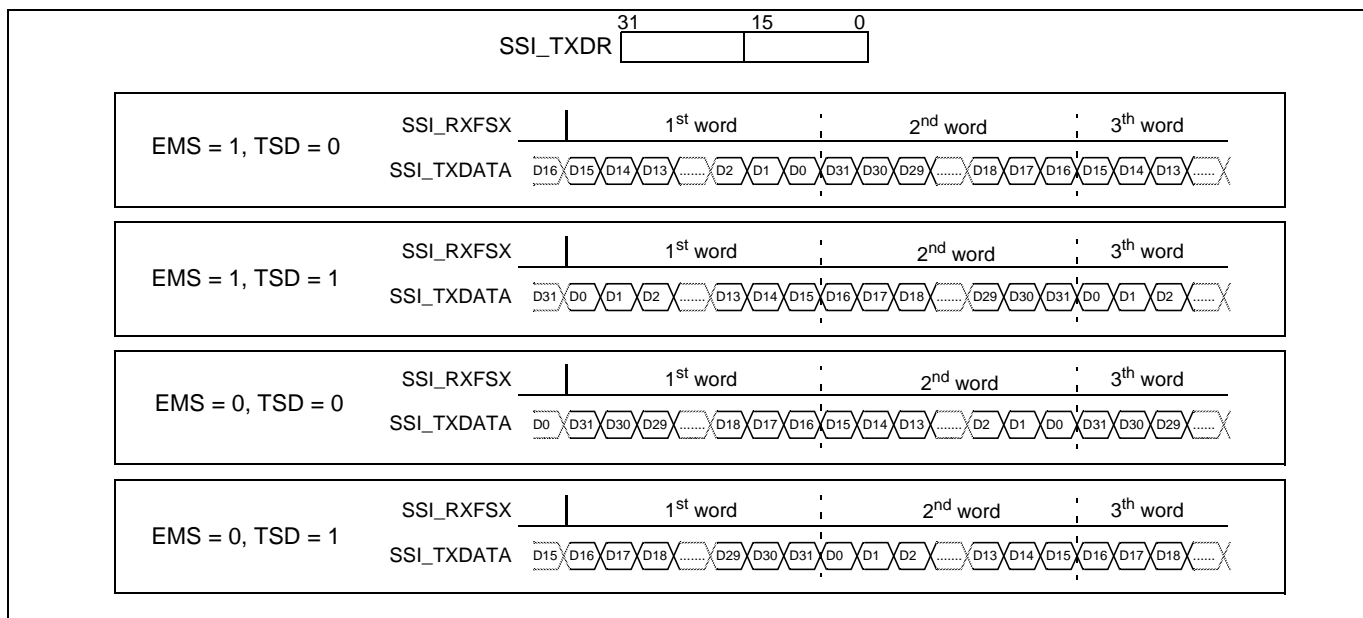 31 15 0
SSI_TXDR
EMS = 1, TSD = 0
SSI_RXFSX 1st word 2nd word 3th word
SSI_TXDATA D16 D15 D14 D13 ....... D2 D1 D0 D31 D30 D29 ....... D18 D17 D16 D15 D14 D13 ......
EMS = 1, TSD = 1
SSI_RXFSX 1st word 2nd word 3th word
SSI_TXDATA D31 D0 D1 D2 ....... D13 D14 D15 D16 D17 D18 ....... D29 D30 D31 D0 D1 D2 ......
EMS = 0, TSD = 0
SSI_RXFSX 1st word 2nd word 3th word
SSI_TXDATA D0 D31 D30 D29 ....... D18 D17 D16 D15 D14 D13 ....... D2 D1 D0 D31 D30 D29 ......
EMS = 0, TSD = 1
SSI_RXFSX 1st word 2nd word 3th word
SSI_TXDATA D15 D16 D17 D18 ....... D29 D30 D31 D0 D1 D2 ....... D13 D14 D15 D16 D17 D18 ......